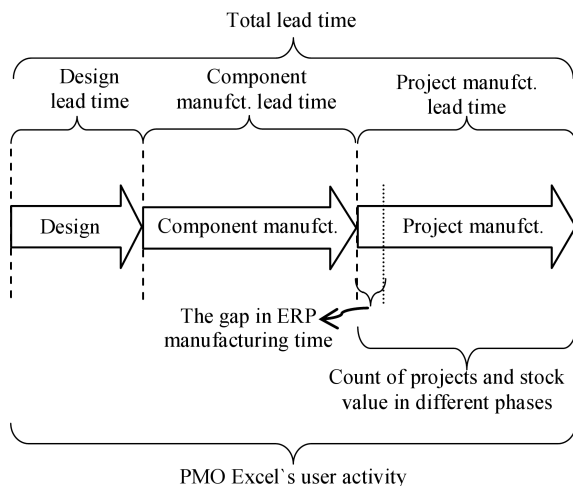 Total lead time
Design
lead time
Component
manufct. lead time
Project manufct.
lead time
Design
Component manufct.
Project manufct.
The gap in ERP
manufacturing time
Count of projects and stock
value in different phases
PMO Excel`s user activity